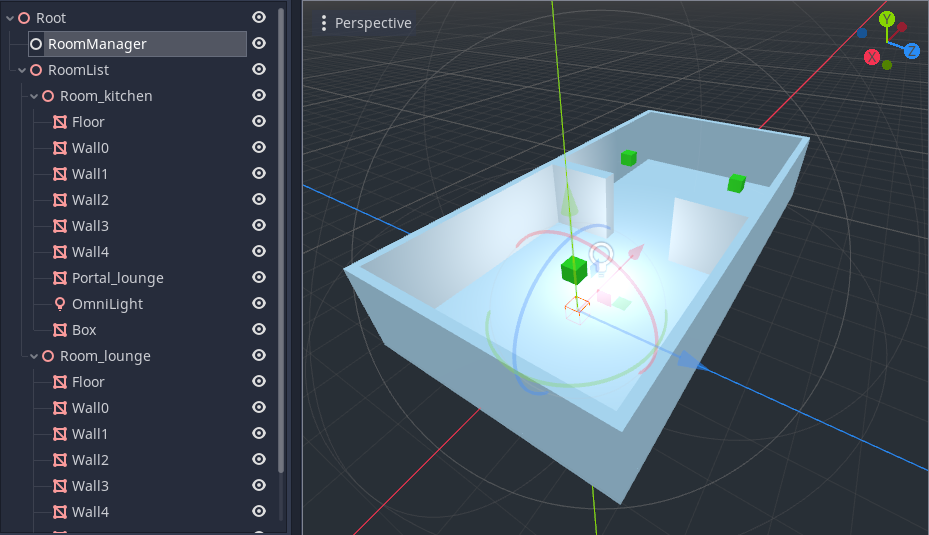 Root
RoomManager
RoomList
Room_kitchen
Floor
Wall0
Wall1
Wall2
Wall3
Wall4
Portal_lounge
OmniLight
Box
Room_lounge
Floor
Wall0
Wall1
Wall2
Wall3
Wall4
Perspective
Y
X
Z